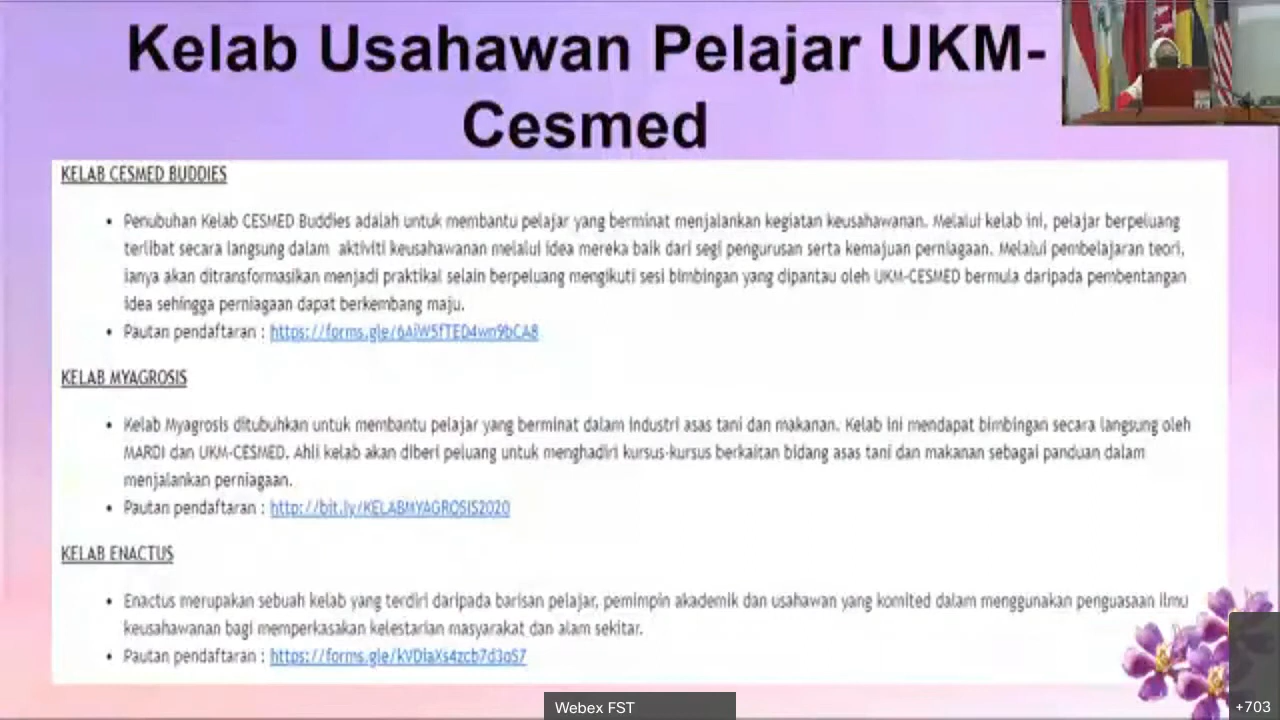 Kelab Usahawan Pelajar UKM-
Cesmed
KELAB CESMED BUDDIES
• Penubuhan Kelab CESMED Buddies adalah untuk membantu pelajar yang berminat menjalankan kegiatan keusahawanan. Melalui kelab ini, pelajar berpeluang
terlibat secara langsung dalam aktiviti keusahawanan melalui idea mereka baik dari segi pengurusan serta kemajuan perniagaan. Melalui pembelajaran teori,
ianya akan ditransformasikan menjadi praktikal selain berpeluang mengikuti sesi bimbingan yang dipantau oleh UKM-CESMED bermula daripada pembentangan
idea sehingga perniagaan dapat berkembang maju.
• Pautan pendaftaran : https://forms.gle/6AiW5fTED4wn9bCA8
KELAB MYAGROSIS
• Kelab Myagrosis ditubuhkan untuk membantu pelajar yang berminat dalam industri asas tani dan makanan. Kelab ini mendapat bimbingan secara langsung oleh
MARDI dan UKM-CESMED. Ahli kelab akan diberi peluang untuk menghadiri kursus-kursus berkaitan bidang asas tani dan makanan sebagai panduan dalam
menjalankan perniagaan.
• Pautan pendaftaran : http://bit.ly/KELABMYAGROSIS2020
KELAB ENACTUS
• Enactus merupakan sebuah kelab yang terdiri daripada barisan pelajar, pemimpin akademik dan usahawan yang komited dalam menggunakan penguasaan ilmu
keusahawanan bagi memperkasakan kelestarian masyarakat dan alam sekitar.
• Pautan pendaftaran : https://forms.gle/kVDiaXs4zcb7d3qS7
Webex FST
+703